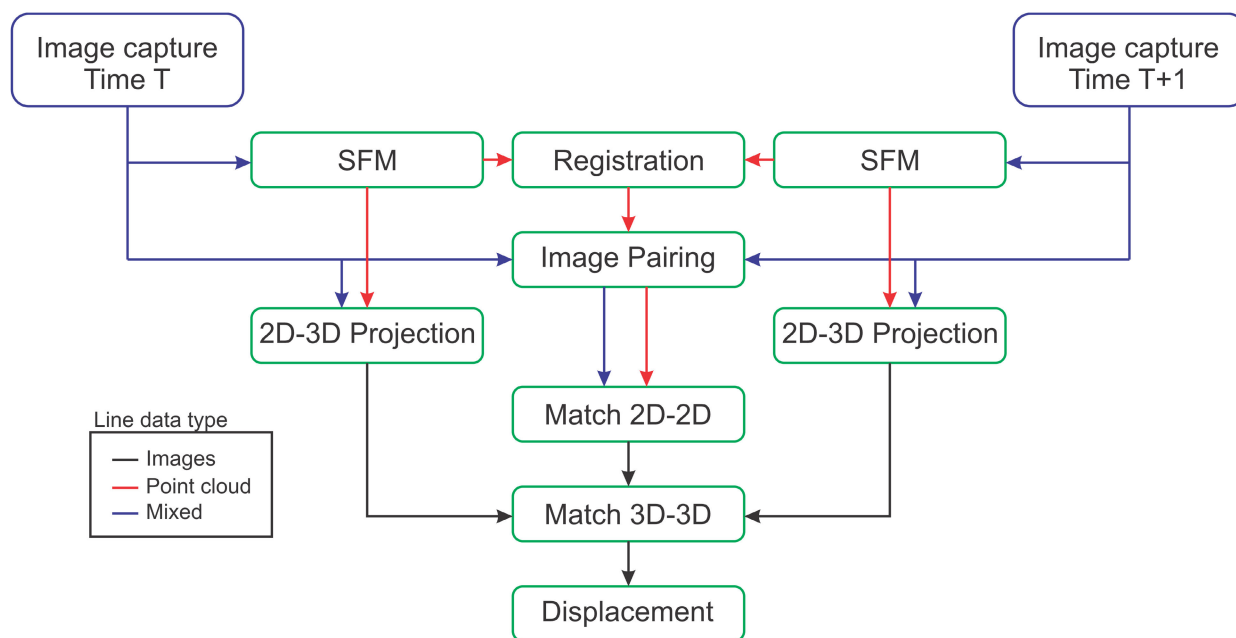 Image capture
Time T
Image capture
Time T+1
SFM
Registration
SFM
Image Pairing
2D-3D Projection
2D-3D Projection
Match 2D-2D
Line data type
Images
Point cloud
Mixed
Match 3D-3D
Displacement